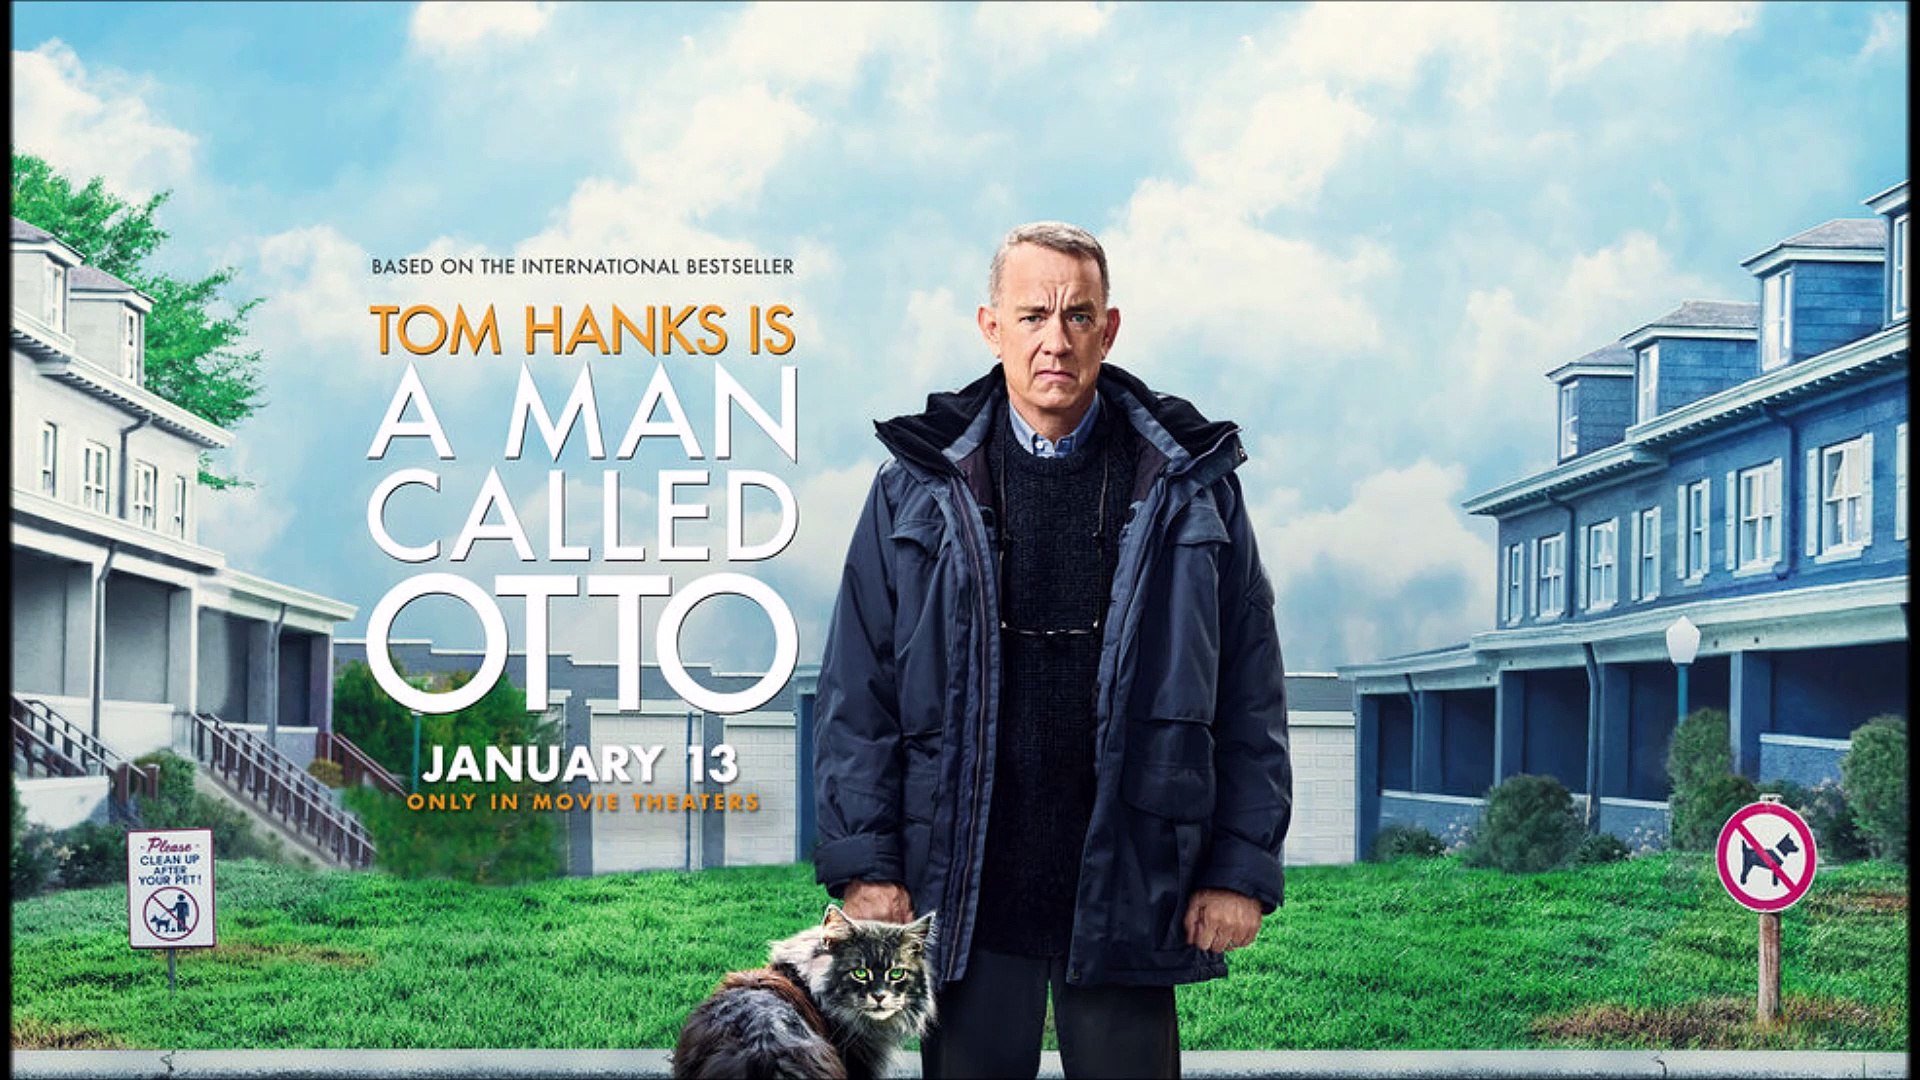 BASED ON THE INTERNATIONAL BESTSELLER
TOM HANKS IS
A MAN
CALLED
OTTO
JANUARY 13
ONLY IN MOVIE THEATERS
- Please -
CLEAN UP
AFTER
YOUR PET!